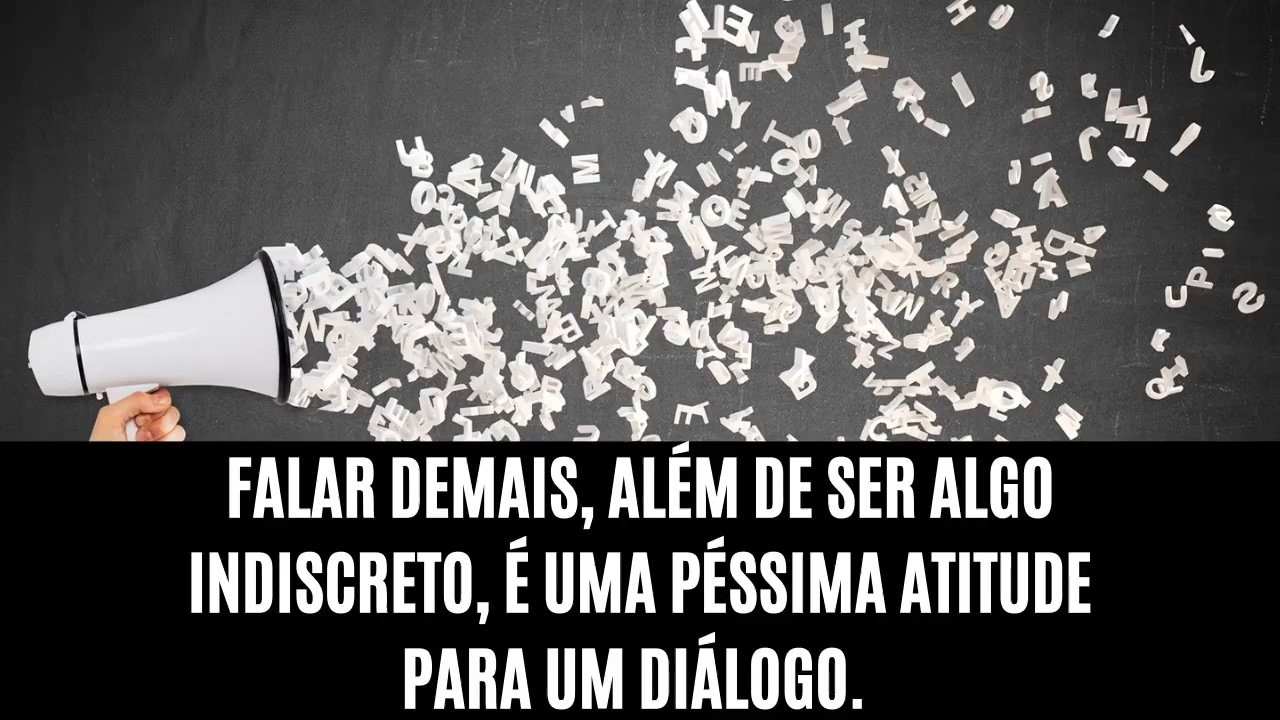 FALAR DEMAIS, ALÉM DE SER ALGO
INDISCRETO, É UMA PÉSSIMA ATITUDE
PARA UM DIÁLOGO.